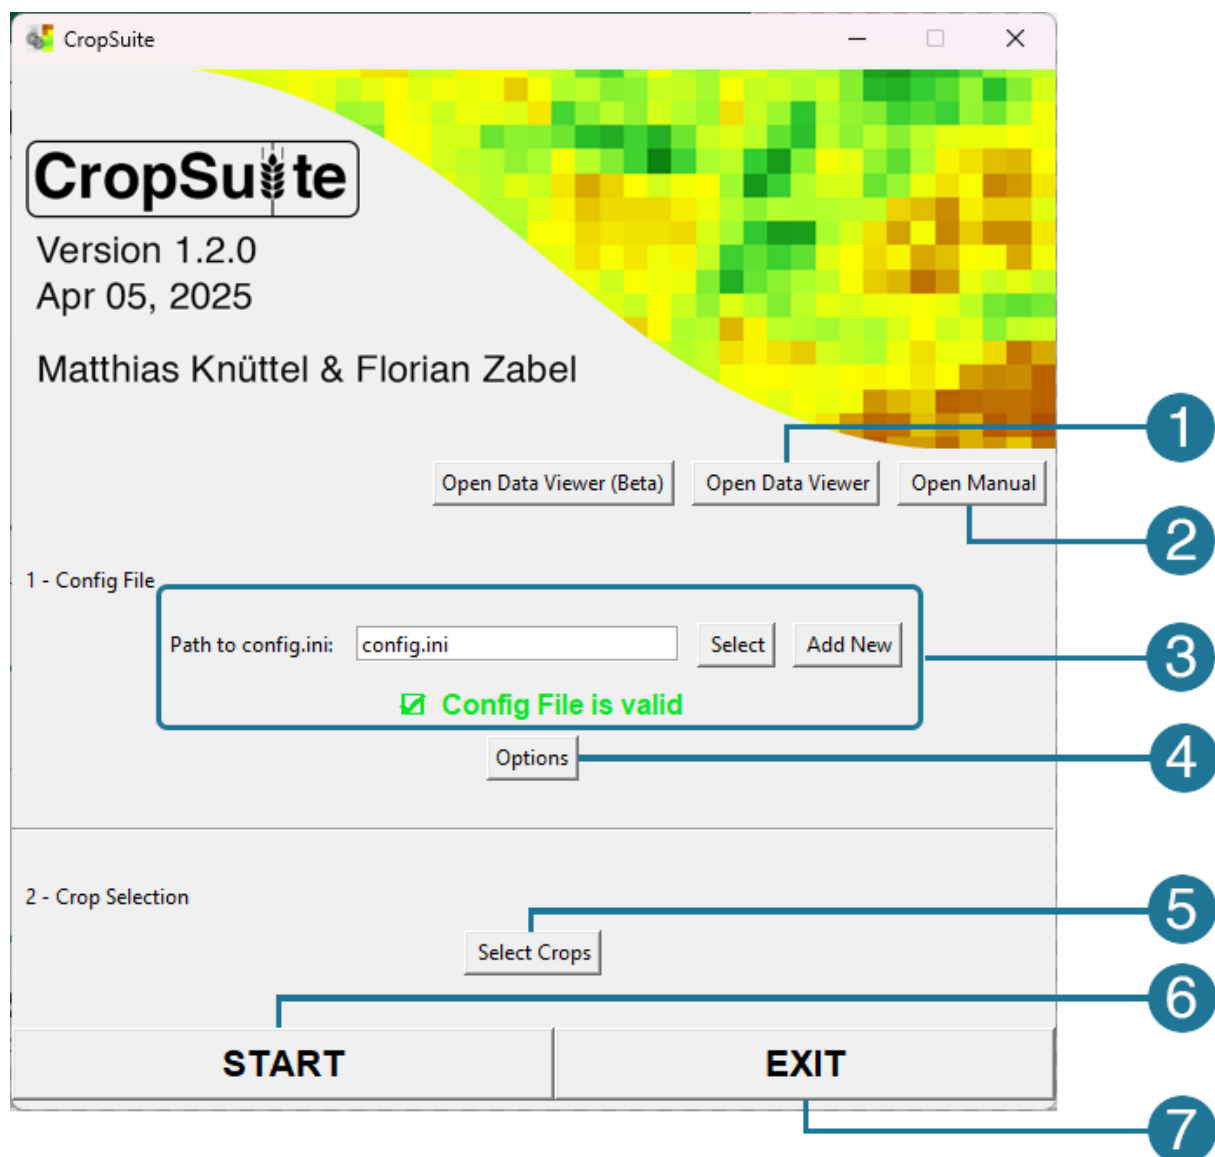 CropSuite
CropSuite
Version 1.2.0
Apr 05, 2025
Matthias Knüttel & Florian Zabel
1
Open Data Viewer (Beta) Open Data Viewer Open Manual
2
1 - Config File
Path to config.ini: config.ini Select Add New
3
Config File is valid
Options
4
2 - Crop Selection
5
Select Crops
6
START EXIT
7